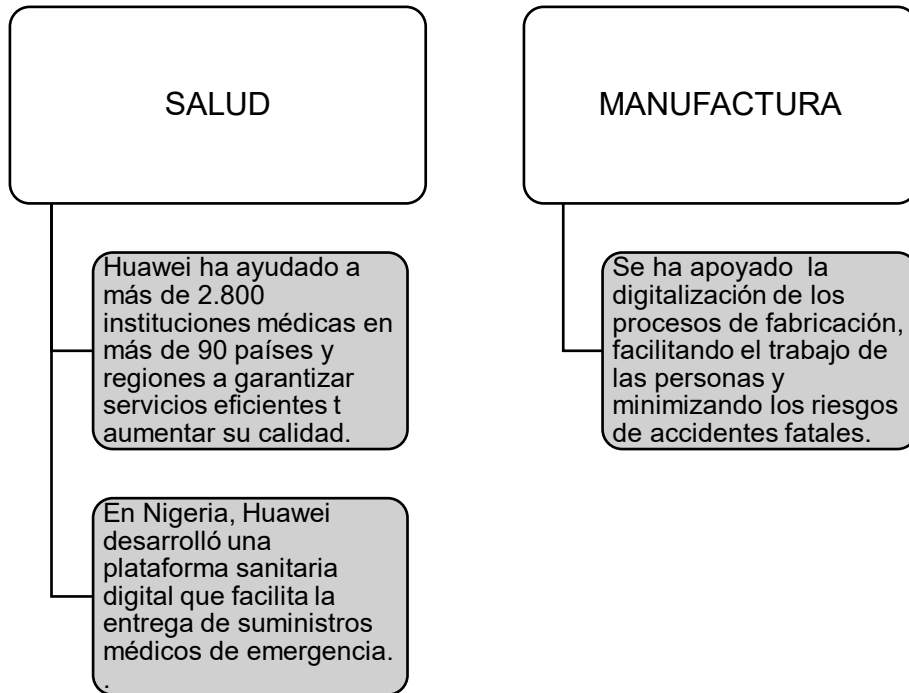 SALUD
Huawei ha ayudado a
más de 2.800
instituciones médicas en
más de 90 países y
regiones a garantizar
servicios eficientes t
aumentar su calidad.
En Nigeria, Huawei
desarrolló una
plataforma sanitaria
digital que facilita la
entrega de suministros
médicos de emergencia.
.
MANUFACTURA
Se ha apoyado  la
digitalización de los
procesos de fabricación,
facilitando el trabajo de
las personas y
minimizando los riesgos
de accidentes fatales.